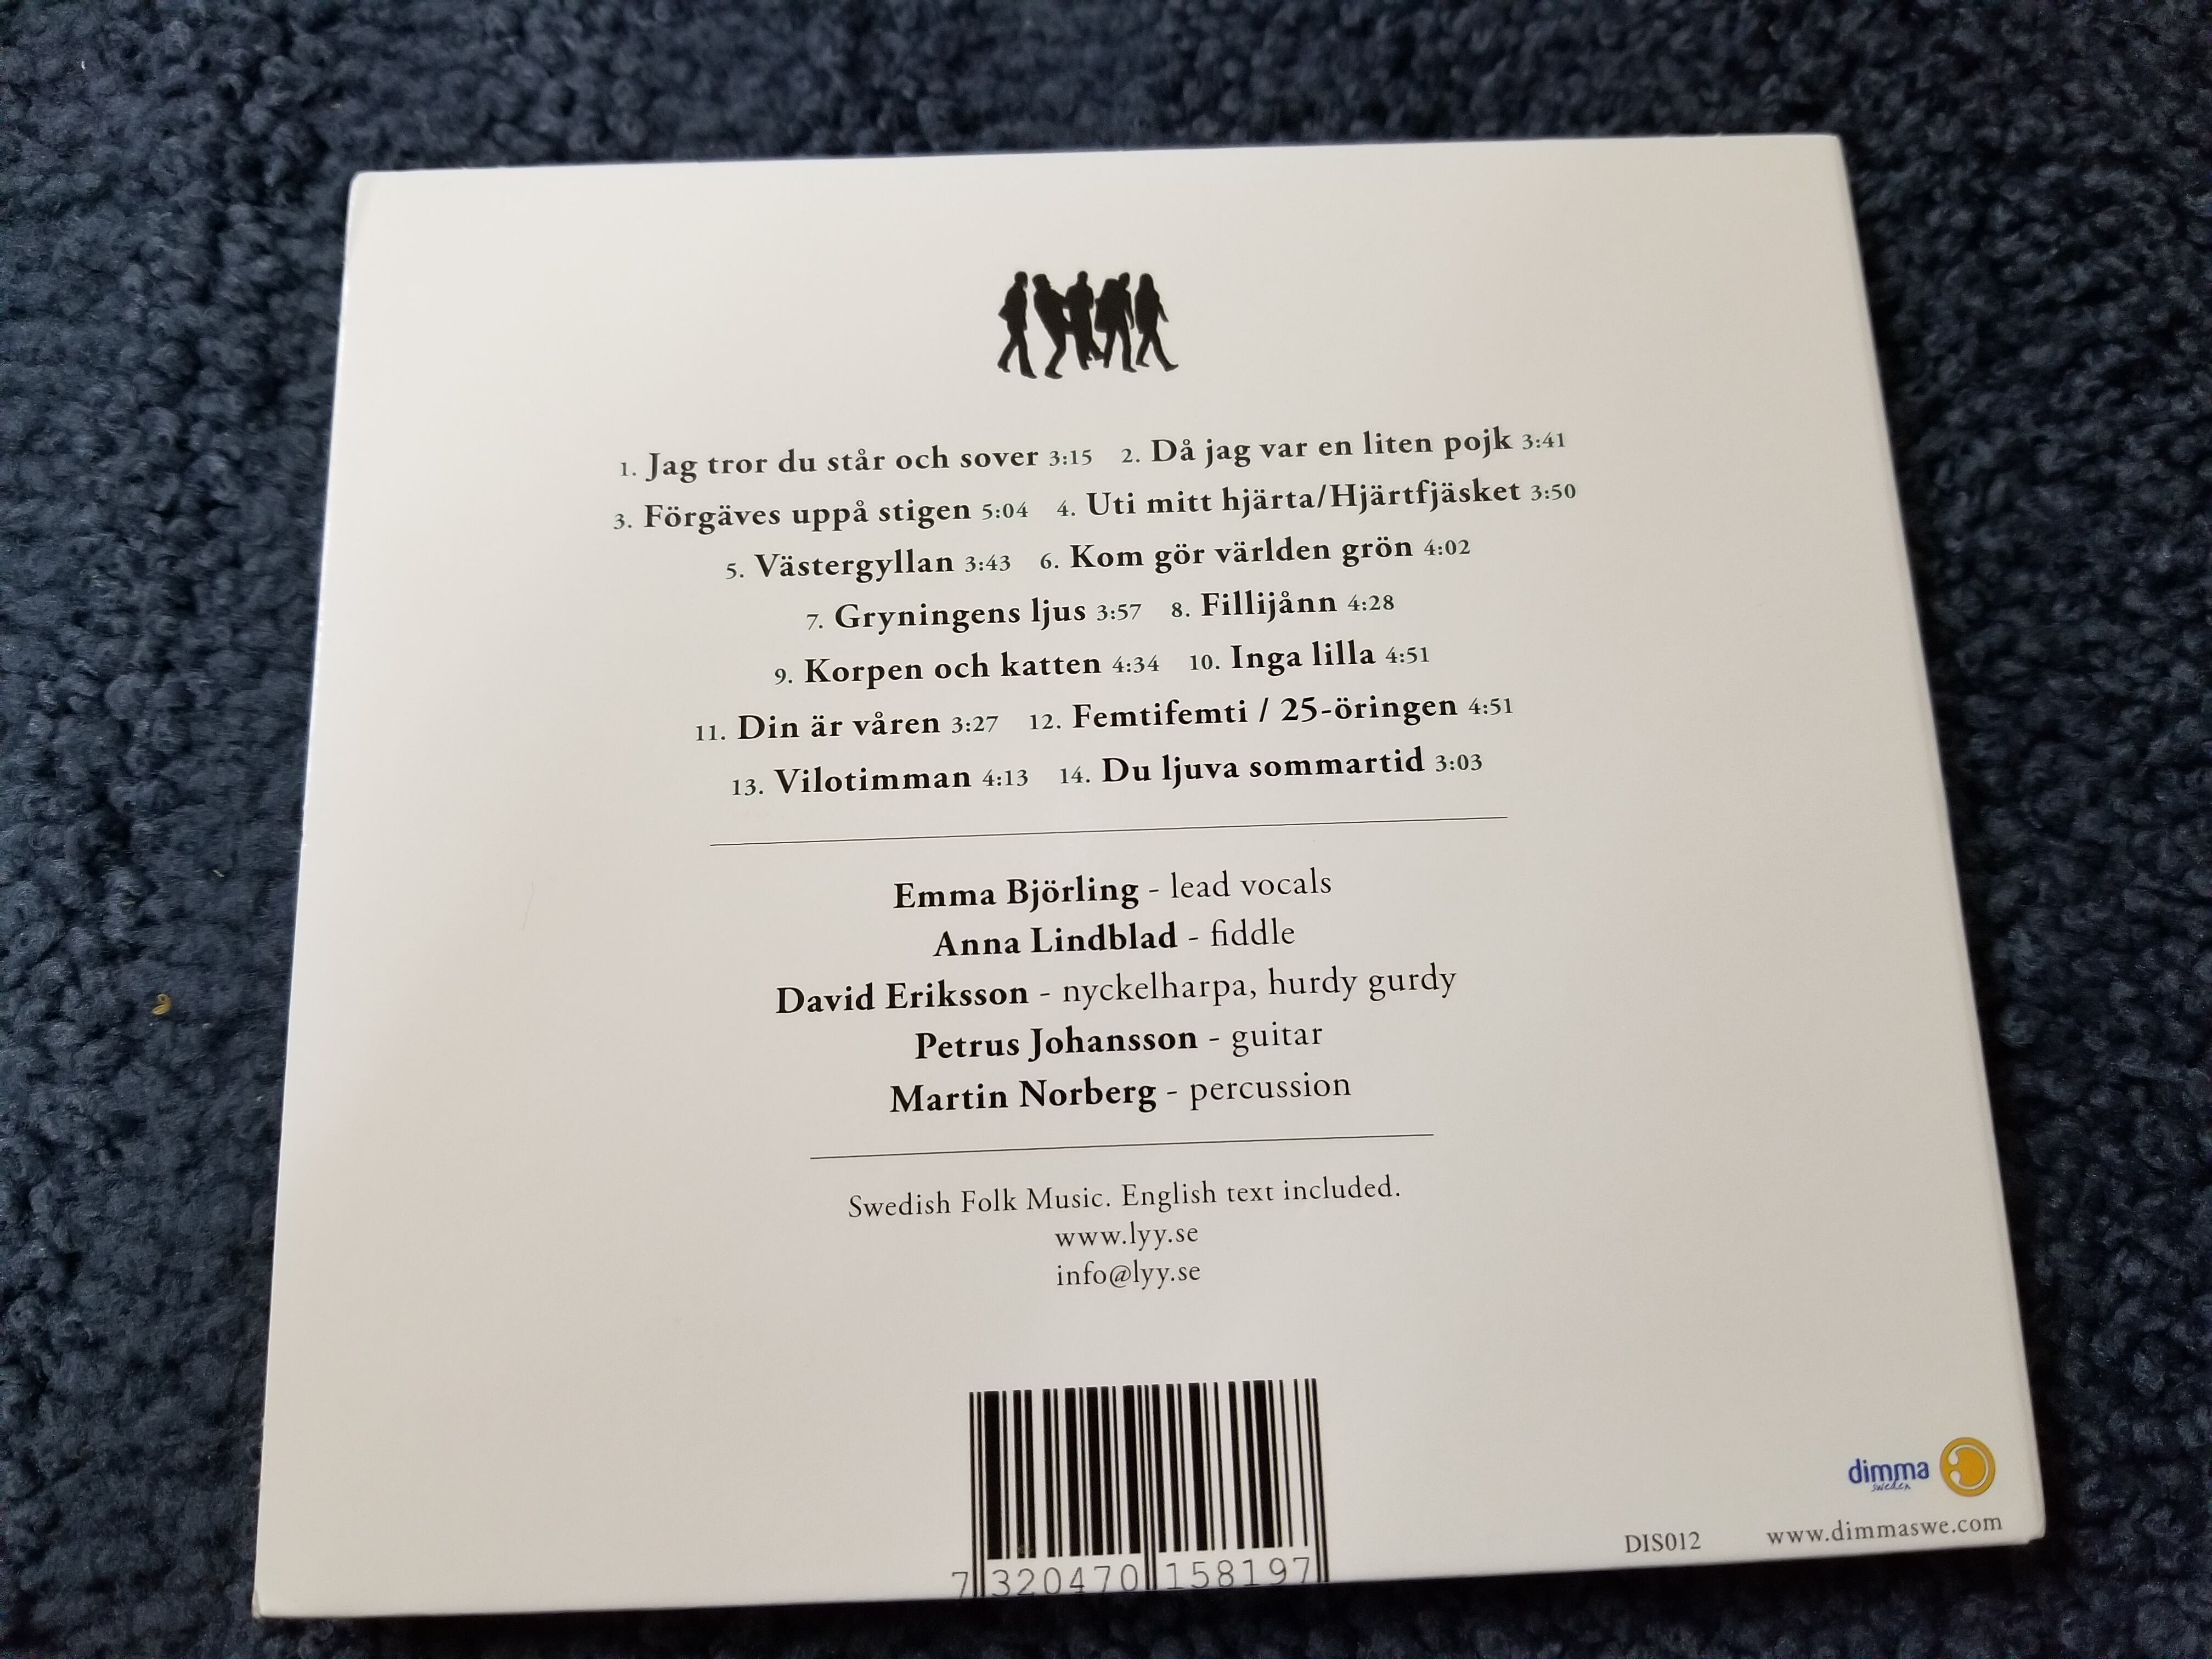 1. Jag tror du står och sover 3:15 2. Då jag var en liten pojk 3:41
3. Förgäves uppå stigen 5:04 4. Uti mitt hjärta/Hjärtfjäsket 3:50
5. Västergyllan 3:43 6. Kom gör världen grön 4:02
7. Gryningens ljus 3:57 8. Fillijånn 4:28
9. Korpen och katten 4:34 10. Inga lilla 4:51
11. Din är våren 3:27 12. Femtifemti / 25-öringen 4:51
13. Vilotimman 4:13 14. Du ljuva sommartid 3:03
Emma Björling - lead vocals
Anna Lindblad - fiddle
David Eriksson - nyckelharpa, hurdy gurdy
Petrus Johansson - guitar
Martin Norberg - percussion
Swedish Folk Music. English text included.
www.lyy.se
info@lyy.se
7 320470 158197
dimma
sweden
DIS012 www.dimmaswe.com